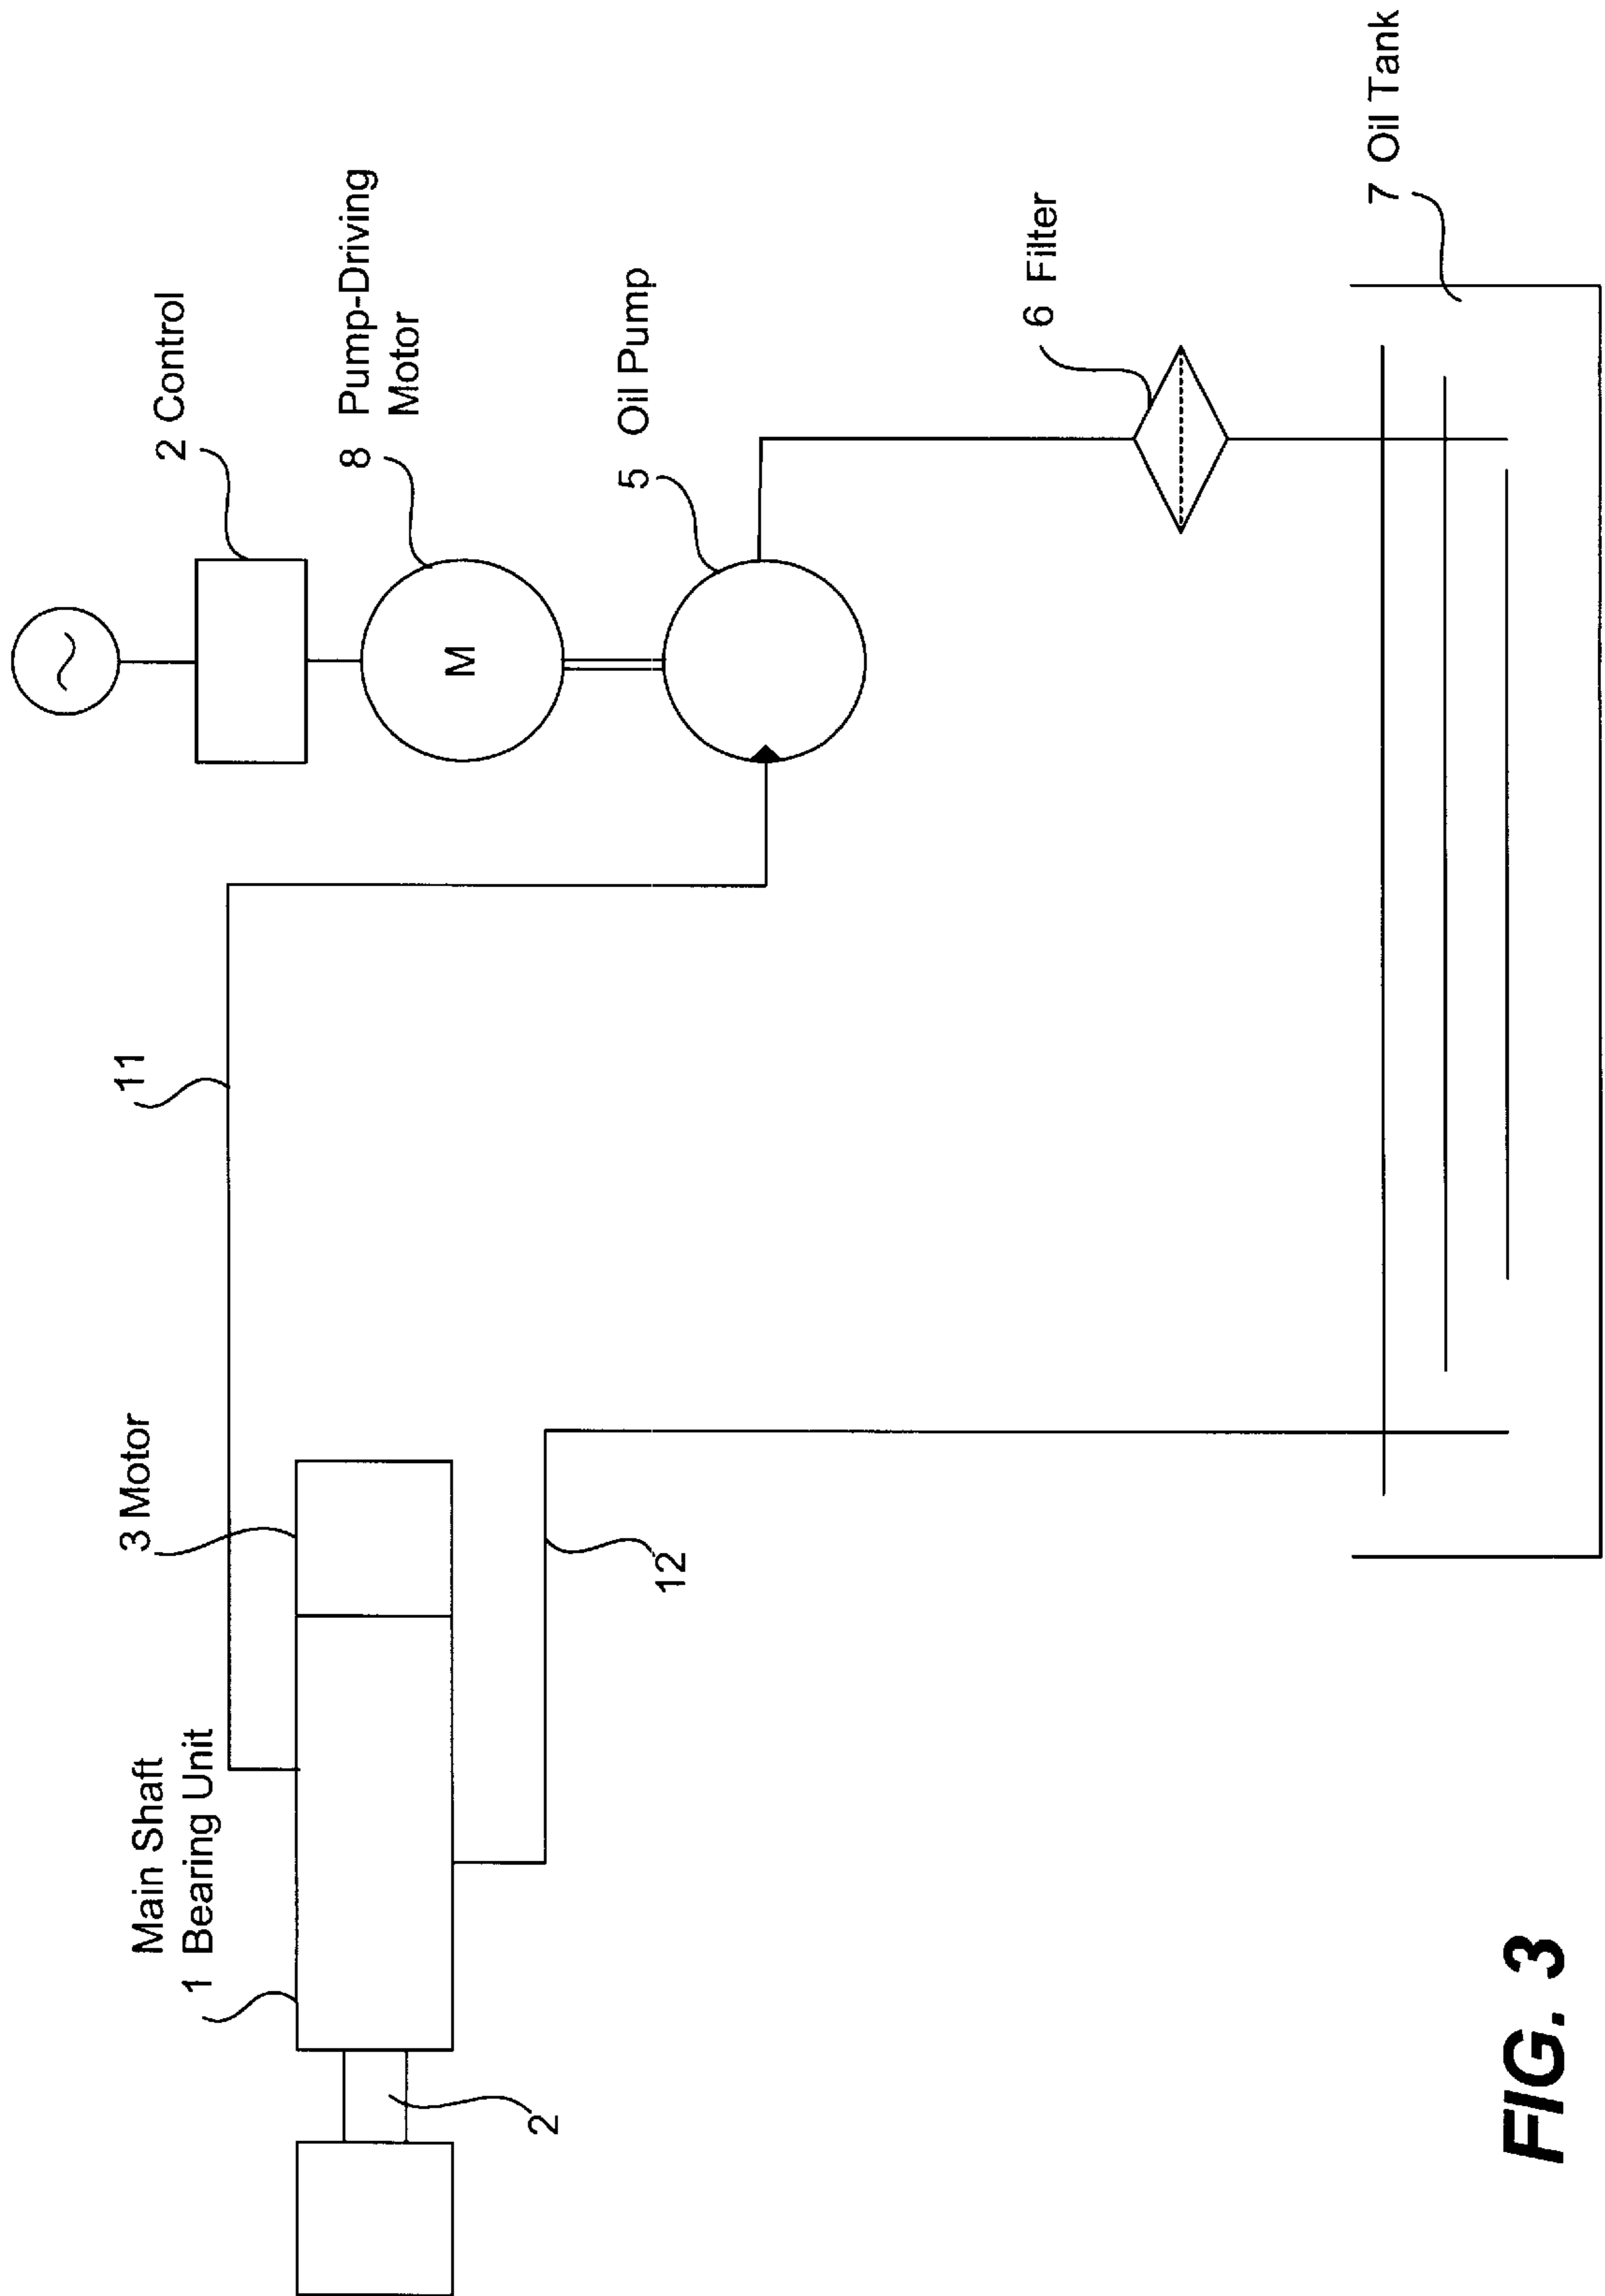 2 Control
8 Pump-Driving
Motor
M
5 Oil Pump
6 Filter
7 Oil Tank
11
3 Motor
12
Main Shaft
1 Bearing Unit
2
FIG. 3